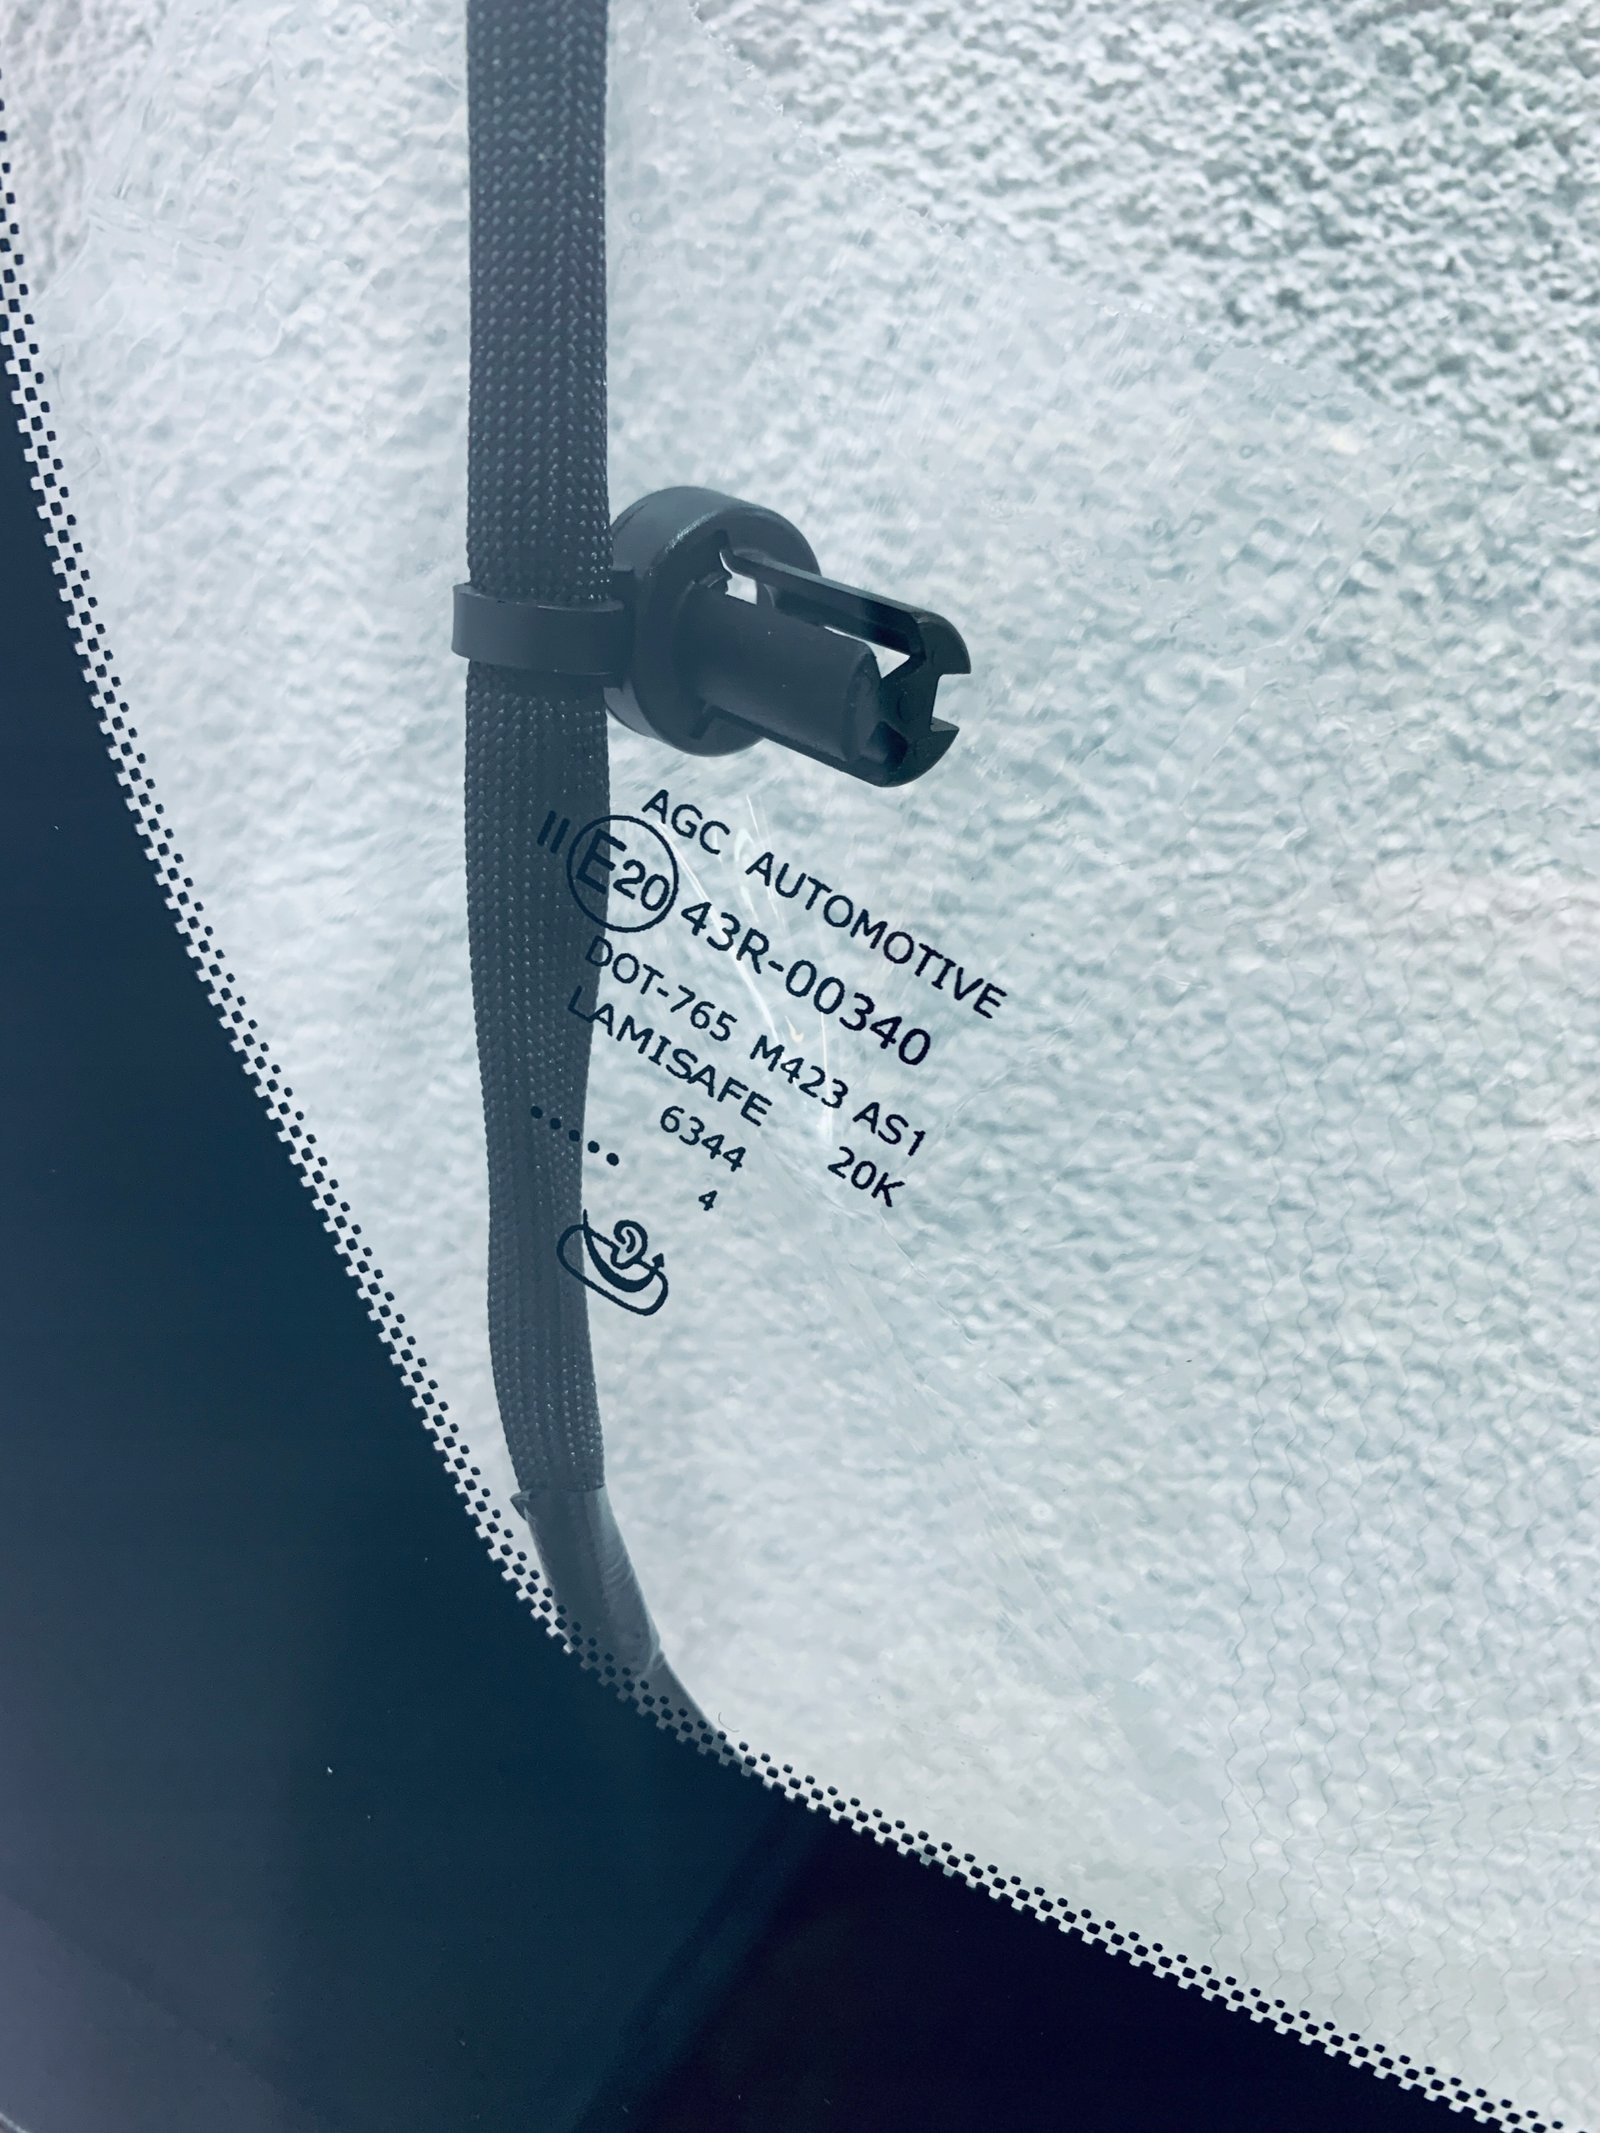 AGC AUTOMOTIVE
II E20 43R-00340
DOT-765 M423 AS1
LAMISAFE 20K
..... 6344
4